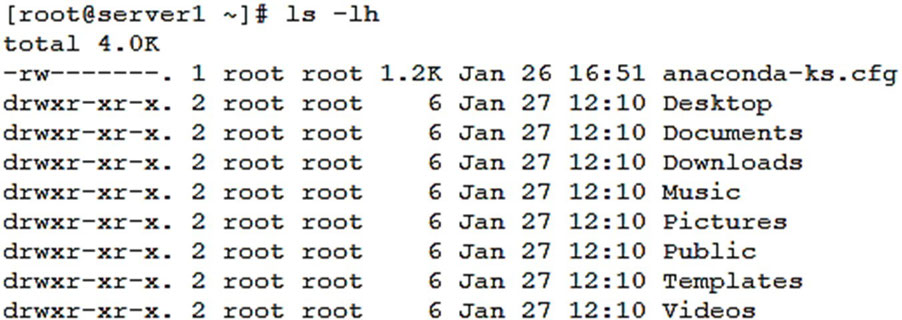 [root@server1 ~]# ls -lh
total 4.0K
-rw-------. 1 root root 1.2K Jan 26 16:51 anaconda-ks.cfg
drwxr-xr-x. 2 root root    6 Jan 27 12:10 Desktop
drwxr-xr-x. 2 root root    6 Jan 27 12:10 Documents
drwxr-xr-x. 2 root root    6 Jan 27 12:10 Downloads
drwxr-xr-x. 2 root root    6 Jan 27 12:10 Music
drwxr-xr-x. 2 root root    6 Jan 27 12:10 Pictures
drwxr-xr-x. 2 root root    6 Jan 27 12:10 Public
drwxr-xr-x. 2 root root    6 Jan 27 12:10 Templates
drwxr-xr-x. 2 root root    6 Jan 27 12:10 Videos